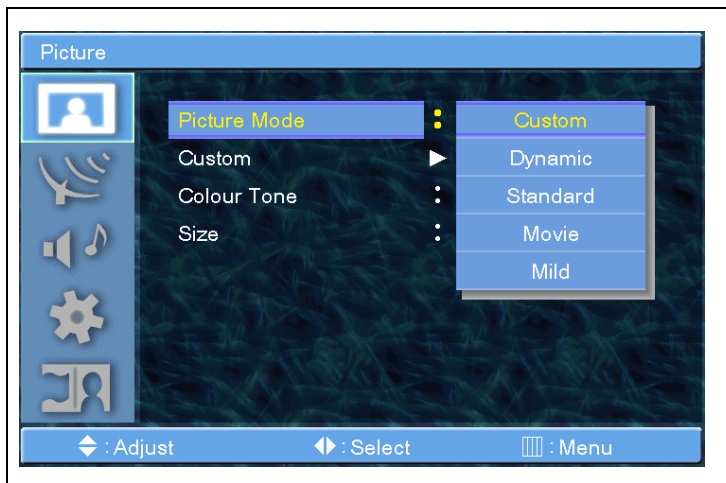 Picture
Picture Mode : Custom
Custom Dynamic
Colour Tone : Standard
Size : Movie
Mild
: Adjust : Select : Menu